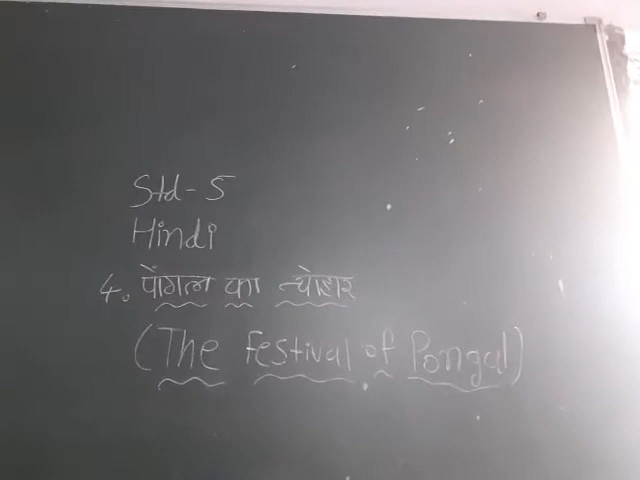 Std - 5
Hindi
4. पोंगल का त्योहार
(The Festival of Pongal)